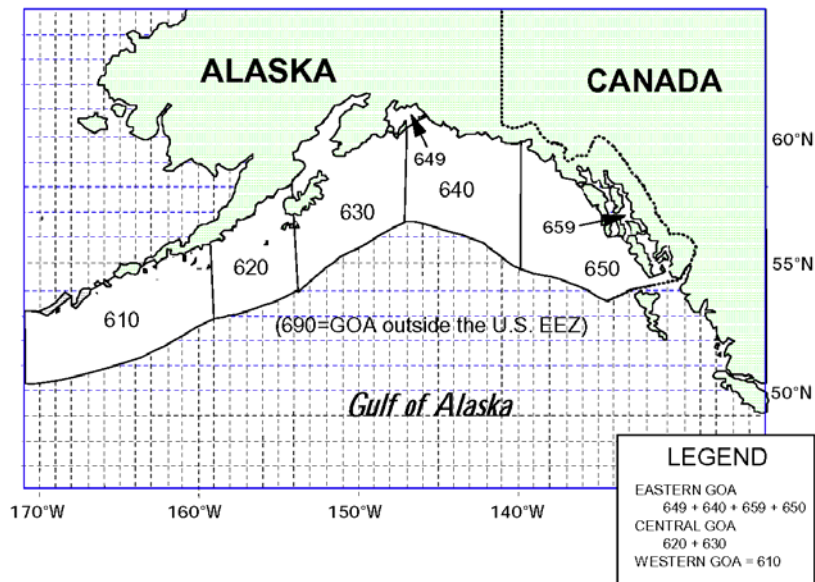 ALASKA
CANADA
60°N
649
640
630
659
620
650
55°N
610
(690=GOA outside the U.S. EEZ)
50°N
Gulf of Alaska
LEGEND
EASTERN GOA
649 + 640 + 659 + 650
CENTRAL GOA
620 + 630
WESTERN GOA = 610
170°W
160°W
150°W
140°W